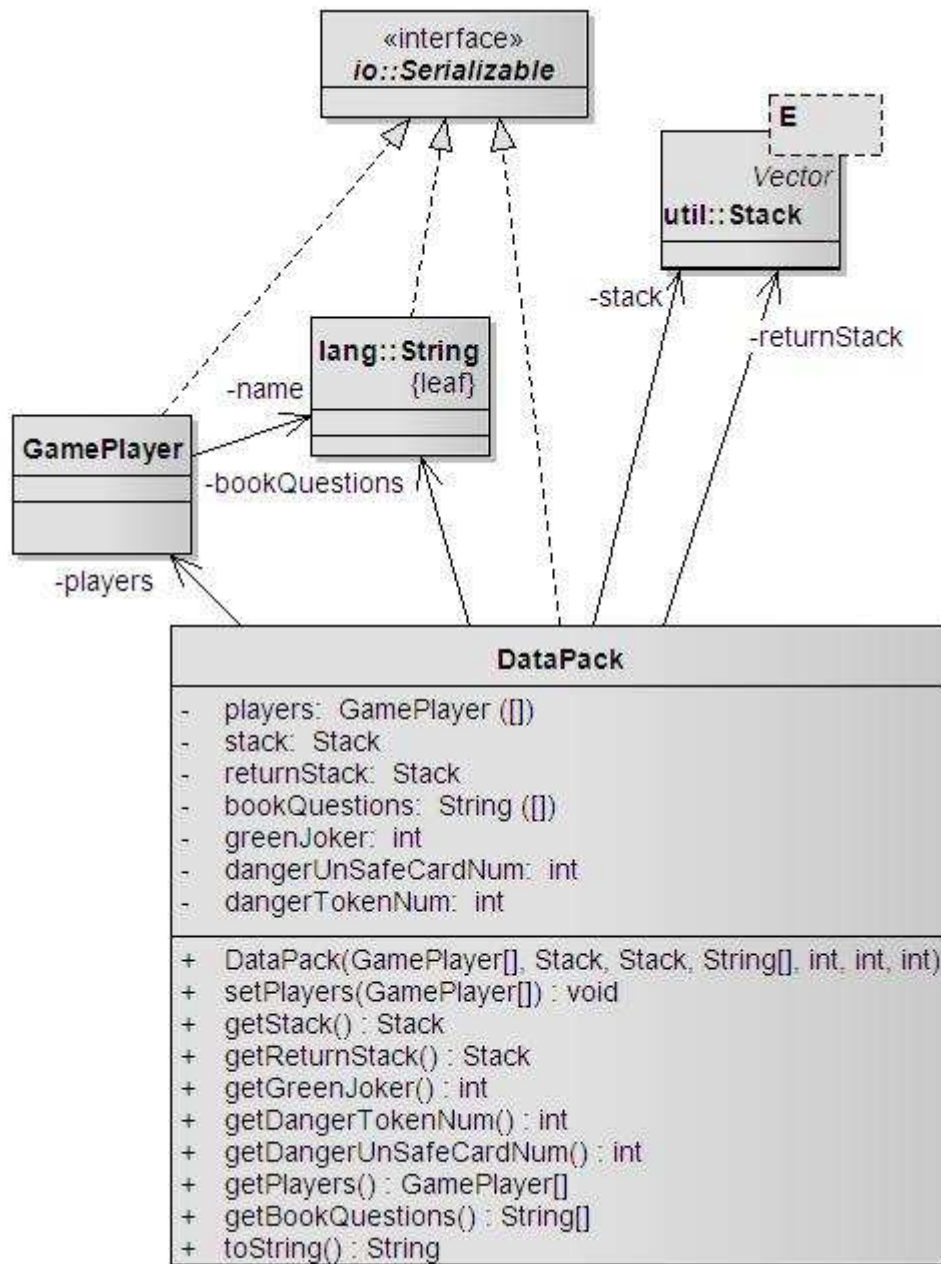 «interface»
io::Serializable
E
Vector
util::Stack
-stack
-returnStack
lang::String
{leaf}
-name
GamePlayer
-bookQuestions
-players
DataPack
- players: GamePlayer ([])
- stack: Stack
- returnStack: Stack
- bookQuestions: String ([])
- greenJoker: int
- dangerUnSafeCardNum: int
- dangerTokenNum: int
+ DataPack(GamePlayer[], Stack, Stack, String[], int, int, int)
+ setPlayers(GamePlayer[]) : void
+ getStack() : Stack
+ getReturnStack() : Stack
+ getGreenJoker() : int
+ getDangerTokenNum() : int
+ getDangerUnSafeCardNum() : int
+ getPlayers() : GamePlayer[]
+ getBookQuestions() : String[]
+ toString() : String